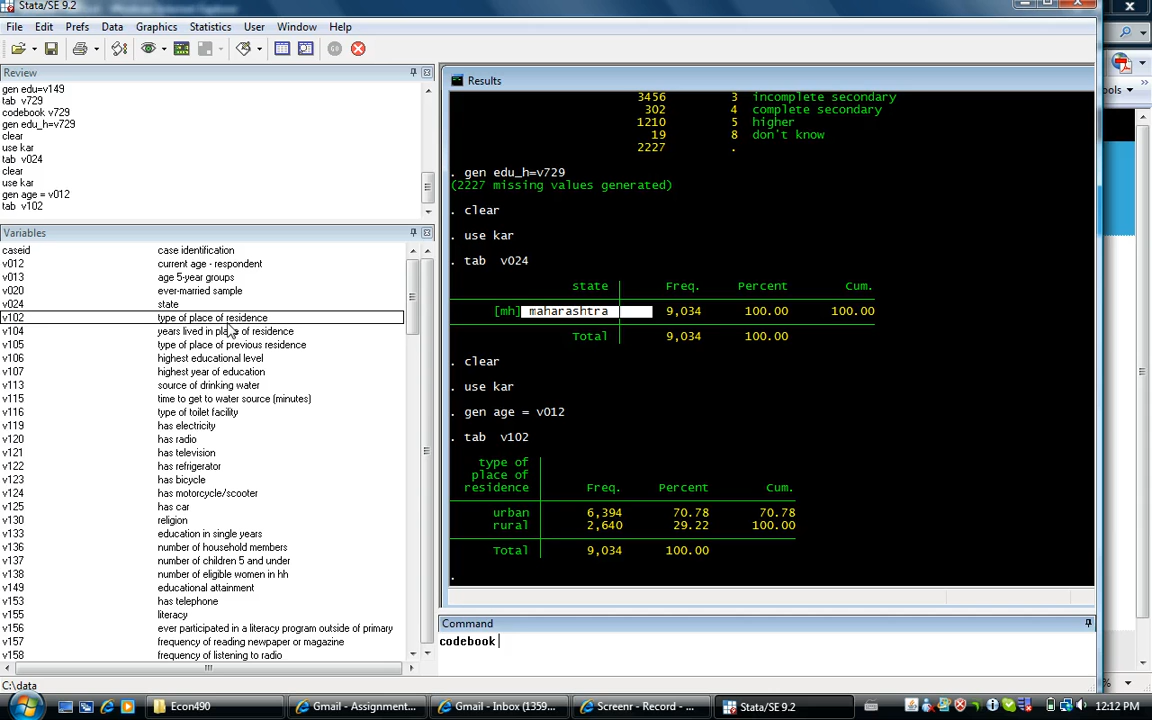 Stata/SE 9.2
File Edit Prefs Data Graphics Statistics User Window Help
Review
gen edu=v149
tab v729
codebook v729
gen edu_h=v729
clear
use kar
tab v024
clear
use kar
gen age = v012
tab v102
Variables
caseid case identification
v012 current age - respondent
v013 age 5-year groups
v020 ever-married sample
v024 state
v102 type of place of residence
v104 years lived in place of residence
v105 type of place of previous residence
v106 highest educational level
v107 highest year of education
v113 source of drinking water
v115 time to get to water source (minutes)
v116 type of toilet facility
v119 has electricity
v120 has radio
v121 has television
v122 has refrigerator
v123 has bicycle
v124 has motorcycle/scooter
v125 has car
v130 religion
v133 education in single years
v136 number of household members
v137 number of children 5 and under
v138 number of eligible women in hh
v149 educational attainment
v153 has telephone
v155 literacy
v156 ever participated in a literacy program outside of primary
v157 frequency of reading newpaper or magazine
v158 frequency of listening to radio
Results
3456 3 incomplete secondary
302 4 complete secondary
1210 5 higher
19 8 don't know
2227 .
. gen edu_h=v729
(2227 missing values generated)
. clear
. use kar
. tab v024
state Freq. Percent Cum.
[mh] maharashtra 9,034 100.00 100.00
Total 9,034 100.00
. clear
. use kar
. gen age = v012
. tab v102
type of
place of
residence Freq. Percent Cum.
urban 6,394 70.78 70.78
rural 2,640 29.22 100.00
Total 9,034 100.00
.
Command
codebook
C:\data
ools
%
Econ490
Gmail - Assignment...
Gmail - Inbox (1359...
Screenr - Record - ...
Stata/SE 9.2
12:12 PM